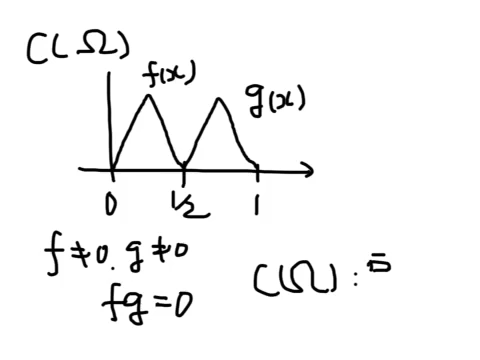 C(Ω)
f(x)
g(x)
0 1/2 1
f≠0. g≠0
fg=0
C(Ω):